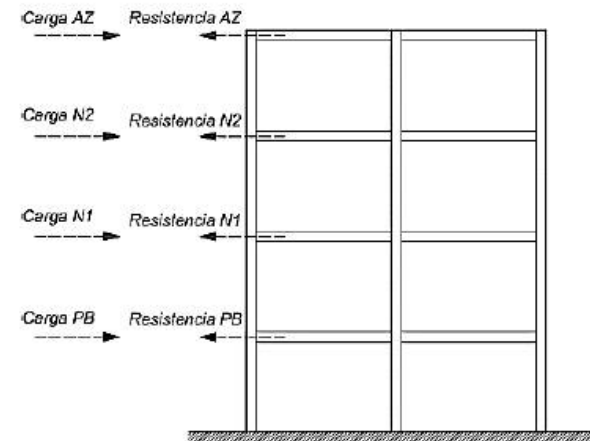 Carga AZ Resistencia AZ
Carga N2 Resistencia N2
Carga N1 Resistencia N1
Carga PB Resistencia PB